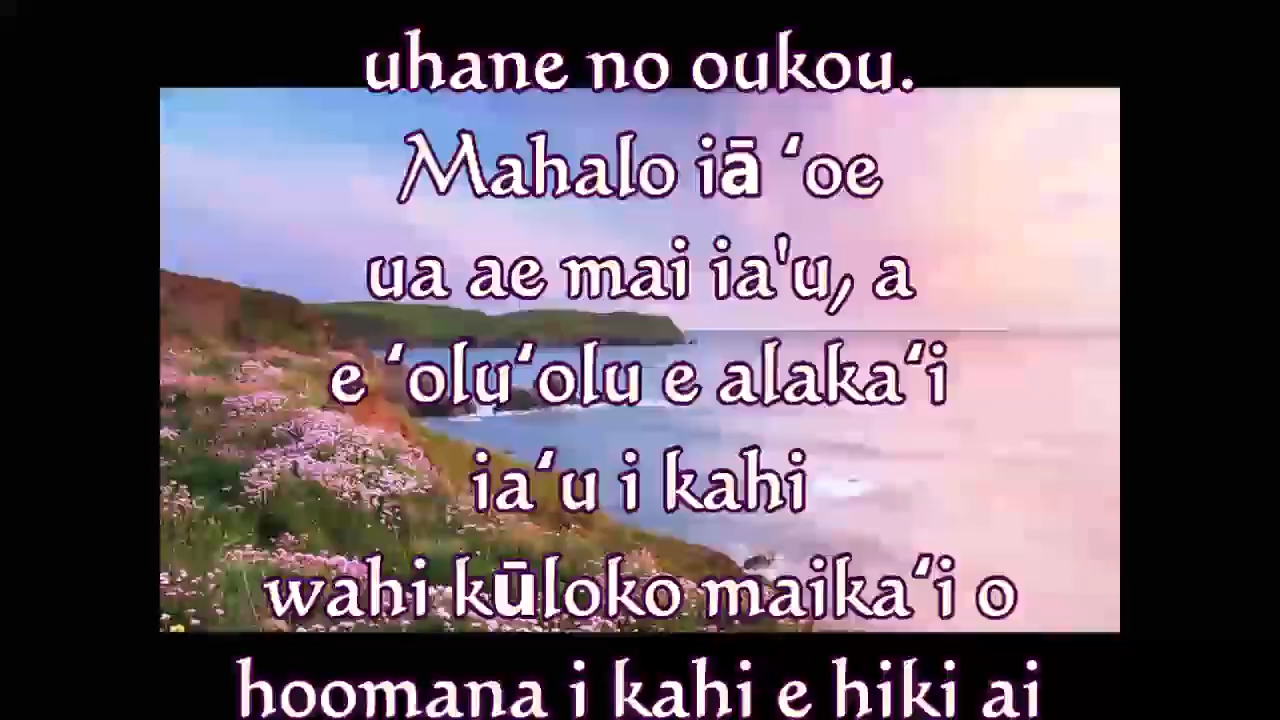 uhane no oukou.
Mahalo iā ʻoe
ua ae mai ia'u, a
e ʻoluʻolu e alakaʻi
iaʻu i kahi
wahi kūloko maikaʻi o
hoomana i kahi e hiki ai